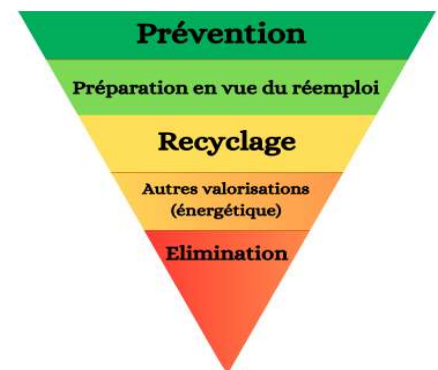 Prévention
Préparation en vue du réemploi
Recyclage
Autres valorisations
(énergétique)
Elimination